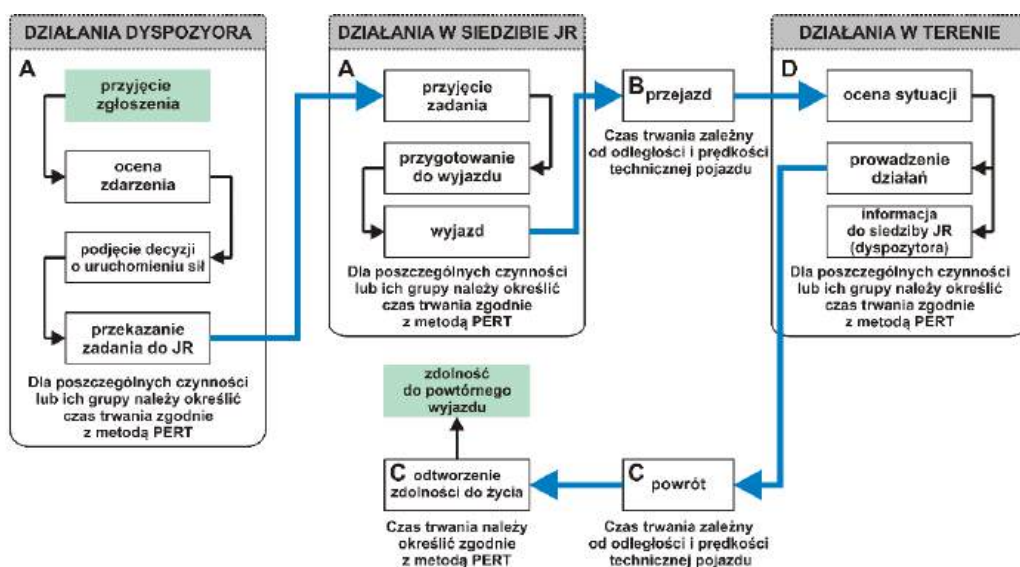 DZIAŁANIA DYSPOZYORA
A
przyjęcie
zgłoszenia
ocena
zdarzenia
podjęcie decyzji
o uruchomieniu sił
przekazanie
zadania do JR
Dla poszczególnych czynności
lub ich grupy należy określić
czas trwania zgodnie
z metodą PERT
DZIAŁANIA W SIEDZIBIE JR
A
przyjęcie
zadania
przygotowanie
do wyjazdu
wyjazd
Dla poszczególnych czynności
lub ich grupy należy określić
czas trwania zgodnie
z metodą PERT
B przejazd
Czas trwania zależny
od odległości i prędkości
technicznej pojazdu
DZIAŁANIA W TERENIE
D
ocena sytuacji
prowadzenie
działań
informacja
do siedziby JR
(dyspozytora)
Dla poszczególnych czynności
lub ich grupy należy określić
czas trwania zgodnie
z metodą PERT
zdolność
do powtórnego
wyjazdu
C odtworzenie
zdolności do życia
Czas trwania należy
określić zgodnie
z metodą PERT
C powrót
Czas trwania zależny
od odległości i prędkości
technicznej pojazdu